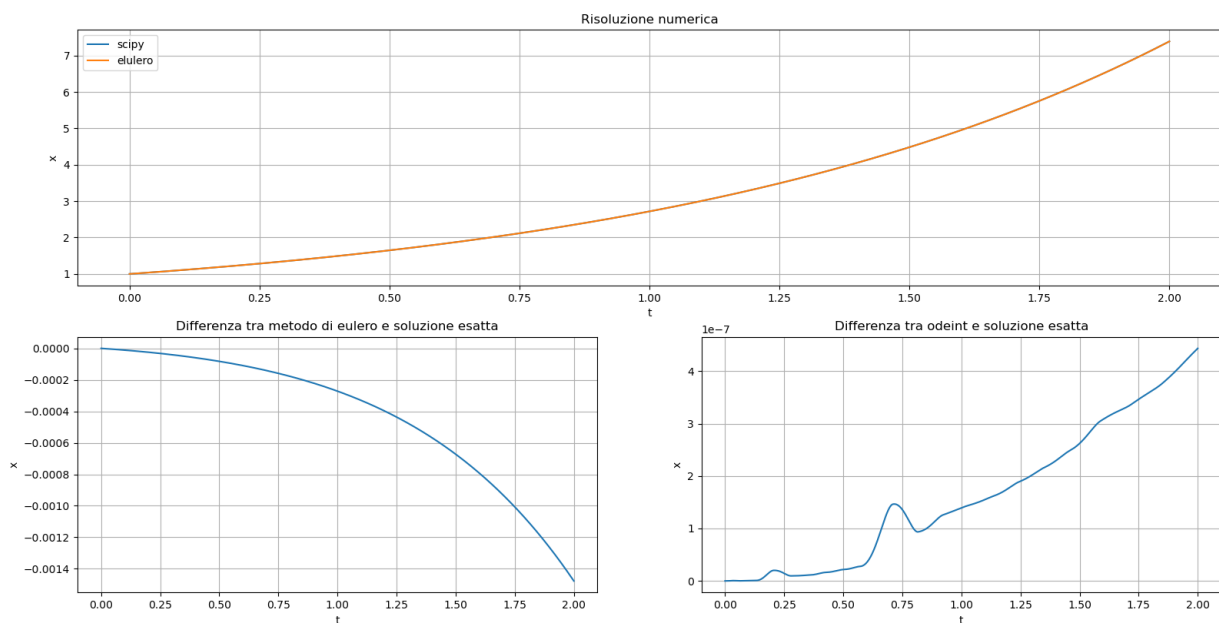 Risoluzione numerica
scipy
elulero
x
7
6
5
4
3
2
1
0.00 0.25 0.50 0.75 1.00 1.25 1.50 1.75 2.00
t
Differenza tra metodo di eulero e soluzione esatta
x
0.0000
−0.0002
−0.0004
−0.0006
−0.0008
−0.0010
−0.0012
−0.0014
0.00 0.25 0.50 0.75 1.00 1.25 1.50 1.75 2.00
t
Differenza tra odeint e soluzione esatta
1e−7
x
4
3
2
1
0
0.00 0.25 0.50 0.75 1.00 1.25 1.50 1.75 2.00
t